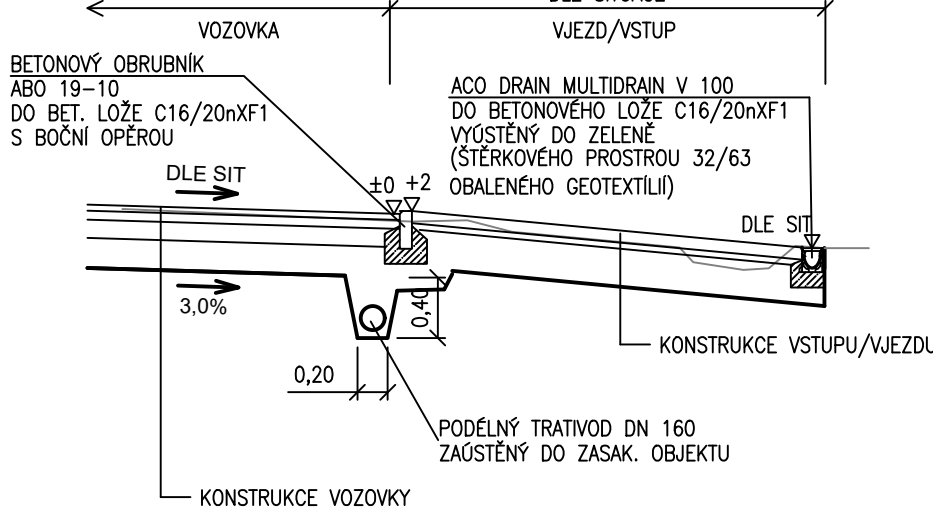 DLE SITUACE
VOZOVKA
VJEZD/VSTUP
BETONOVÝ OBRUBNÍK
ABO 19-10
DO BET. LOŽE C16/20nXF1
S BOČNÍ OPĚROU
ACO DRAIN MULTIDRAIN V 100
DO BETONOVÉHO LOŽE C16/20nXF1
VYÚSTĚNÝ DO ZELENĚ
(ŠTĚRKOVÉHO PROSTROU 32/63
OBALENÉHO GEOTEXTÍLIÍ)
DLE SIT
±0 +2
DLE SIT
3,0%
0,40
0,20
KONSTRUKCE VSTUPU/VJEZDU
PODÉLNÝ TRATIVOD DN 160
ZAÚSTĚNÝ DO ZASAK. OBJEKTU
KONSTRUKCE VOZOVKY